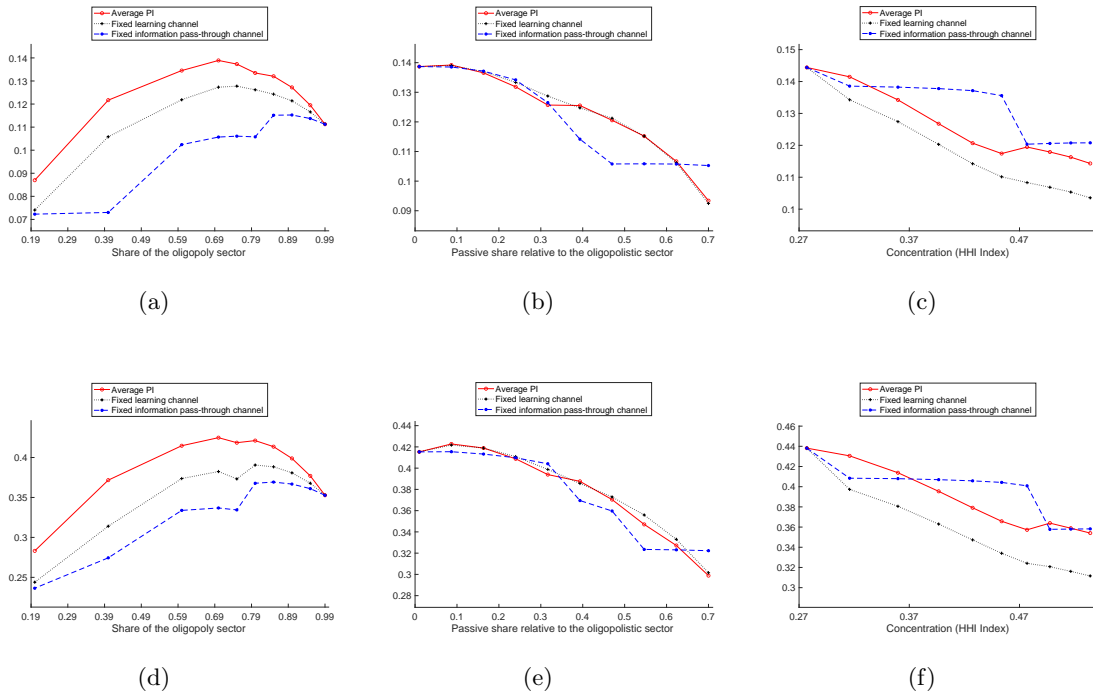 Average PI
Fixed learning channel
Fixed information pass-through channel
0.14
0.13
0.12
0.11
0.1
0.09
0.08
0.07
0.19 0.29 0.39 0.49 0.59 0.69 0.79 0.89 0.99
Share of the oligopoly sector
(a)
Average PI
Fixed learning channel
Fixed information pass-through channel
0.14
0.13
0.12
0.11
0.1
0.09
0 0.1 0.2 0.3 0.4 0.5 0.6 0.7
Passive share relative to the oligopolistic sector
(b)
Average PI
Fixed learning channel
Fixed information pass-through channel
0.15
0.14
0.13
0.12
0.11
0.1
0.27 0.37 0.47
Concentration (HHI Index)
(c)
Average PI
Fixed learning channel
Fixed information pass-through channel
0.4
0.35
0.3
0.25
0.19 0.29 0.39 0.49 0.59 0.69 0.79 0.89 0.99
Share of the oligopoly sector
(d)
Average PI
Fixed learning channel
Fixed information pass-through channel
0.44
0.42
0.4
0.38
0.36
0.34
0.32
0.3
0.28
0 0.1 0.2 0.3 0.4 0.5 0.6 0.7
Passive share relative to the oligopolistic sector
(e)
Average PI
Fixed learning channel
Fixed information pass-through channel
0.46
0.44
0.42
0.4
0.38
0.36
0.34
0.32
0.3
0.27 0.37 0.47
Concentration (HHI Index)
(f)